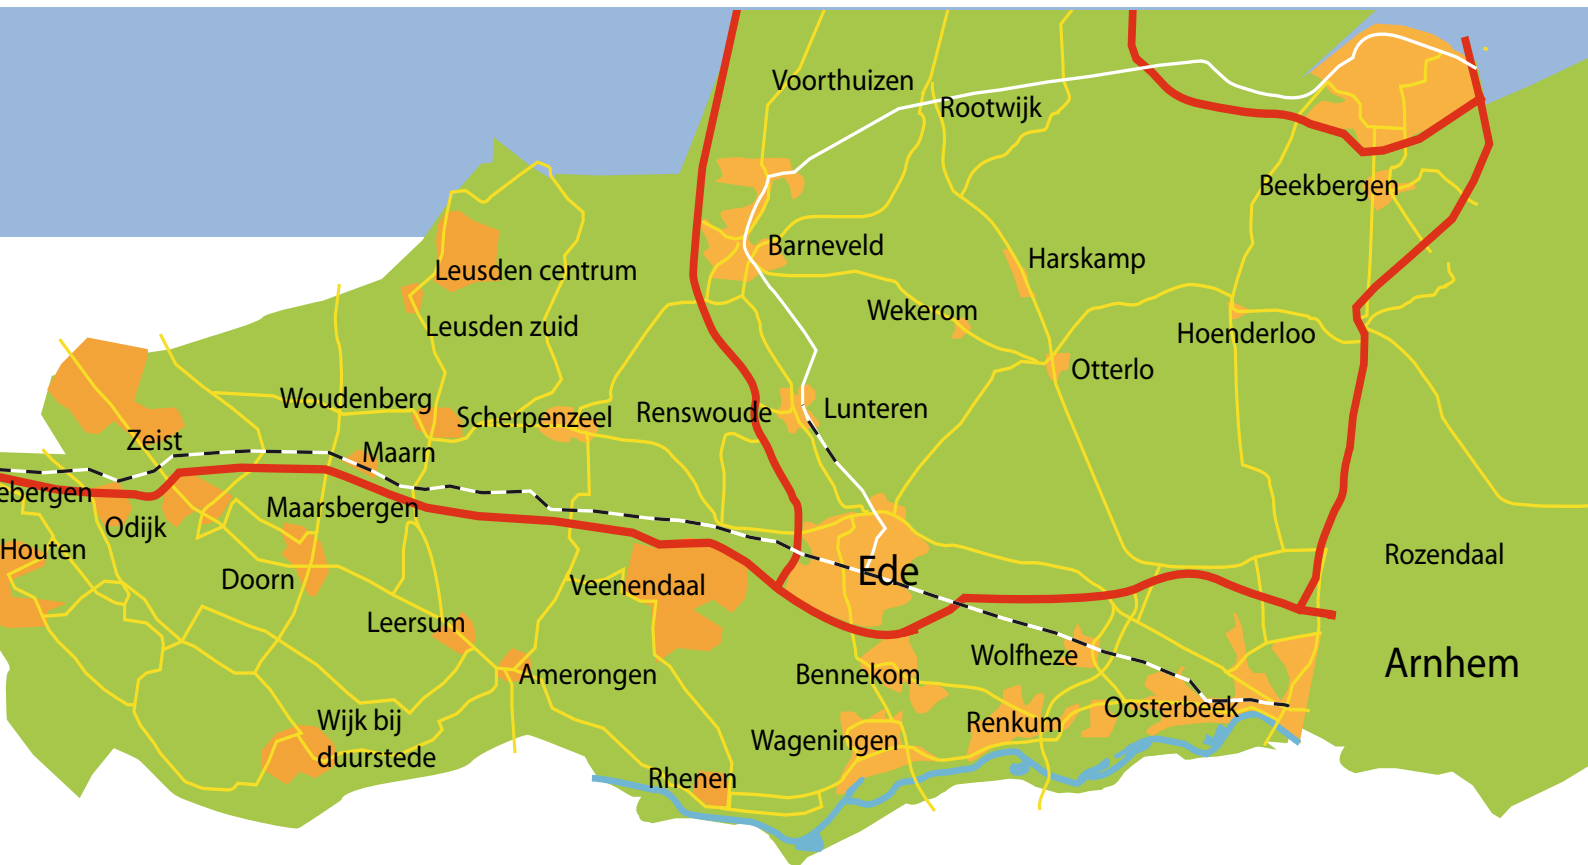 Voorthuizen
Rootwijk
Beekbergen
Barneveld
Harskamp
Leusden centrum
Wekerom
Leusden zuid
Hoenderloo
Otterlo
Woudenberg
Scherpenzeel
Renswoude
Lunteren
Zeist
Maarn
ebergen
Maarsbergen
Odijk
Houten
Rozendaal
Doorn
Veenendaal
Ede
Leersum
Wolfheze
Arnhem
Amerongen
Bennekom
Oosterbeek
Wijk bij
duurstede
Renkum
Wageningen
Rhenen